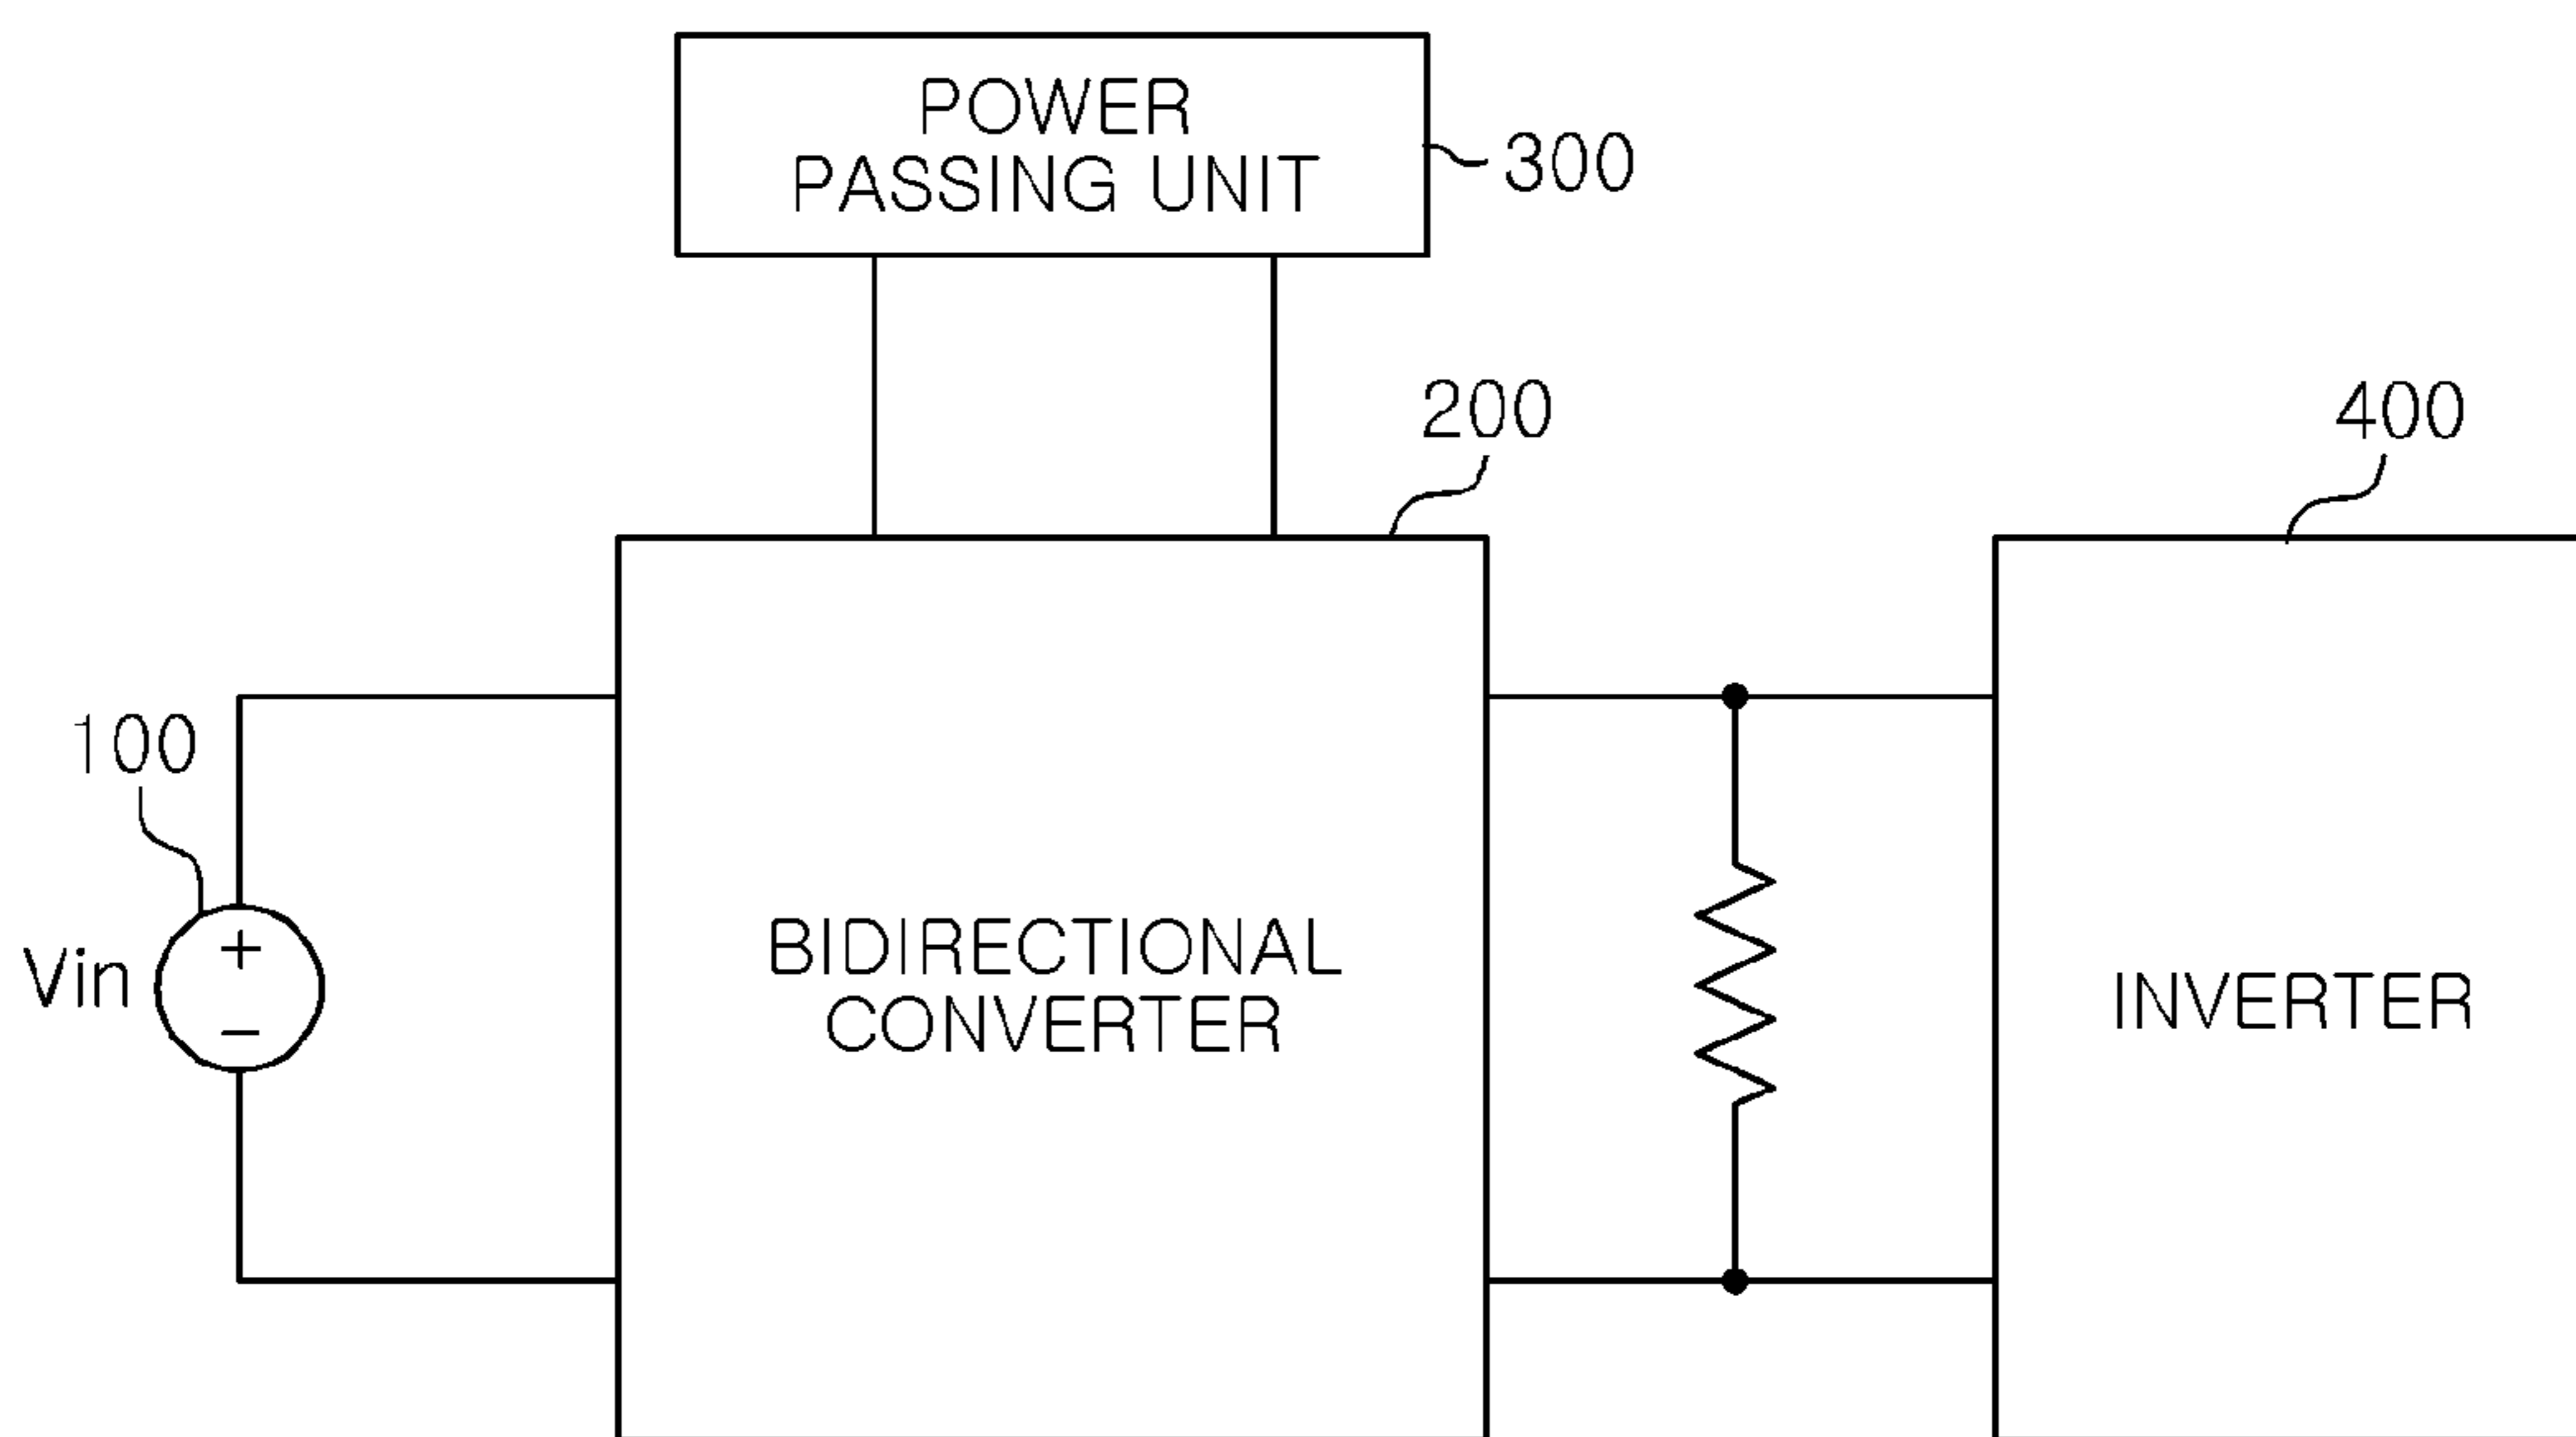 POWER
PASSING UNIT
300
200
400
100
Vin
+
−
BIDIRECTIONAL
CONVERTER
INVERTER